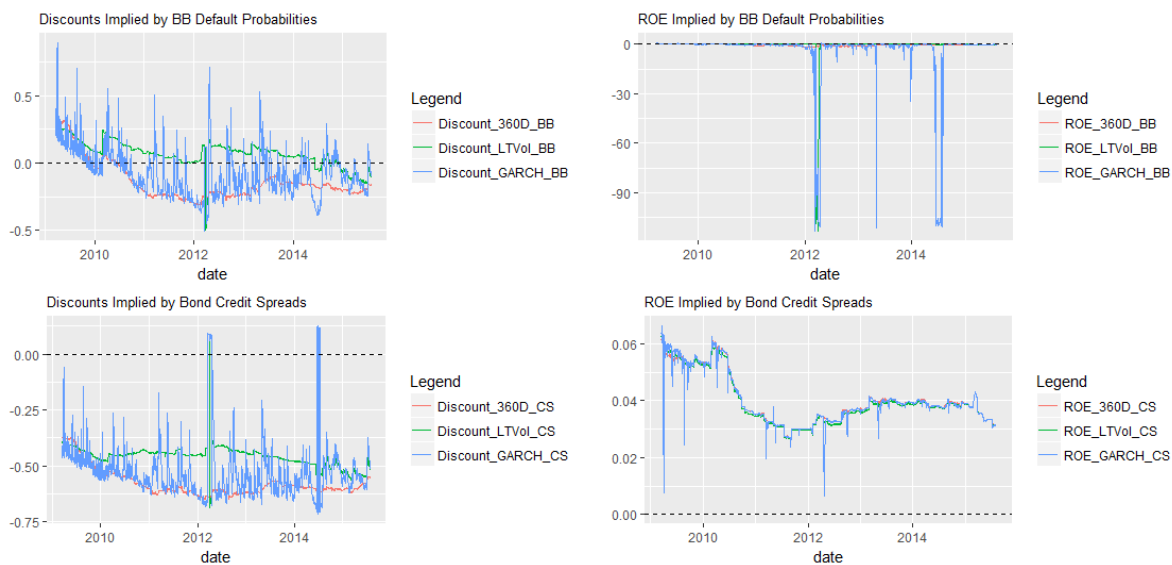 Discounts Implied by BB Default Probabilities
0.5
0.0
-0.5
2010 2012 2014
date
Legend
Discount_360D_BB
Discount_LTVol_BB
Discount_GARCH_BB
ROE Implied by BB Default Probabilities
0
-30
-60
-90
2010 2012 2014
date
Legend
ROE_360D_BB
ROE_LTVol_BB
ROE_GARCH_BB
Discounts Implied by Bond Credit Spreads
0.00
-0.25
-0.50
-0.75
2010 2012 2014
date
Legend
Discount_360D_CS
Discount_LTVol_CS
Discount_GARCH_CS
ROE Implied by Bond Credit Spreads
0.06
0.04
0.02
0.00
2010 2012 2014
date
Legend
ROE_360D_CS
ROE_LTVol_CS
ROE_GARCH_CS